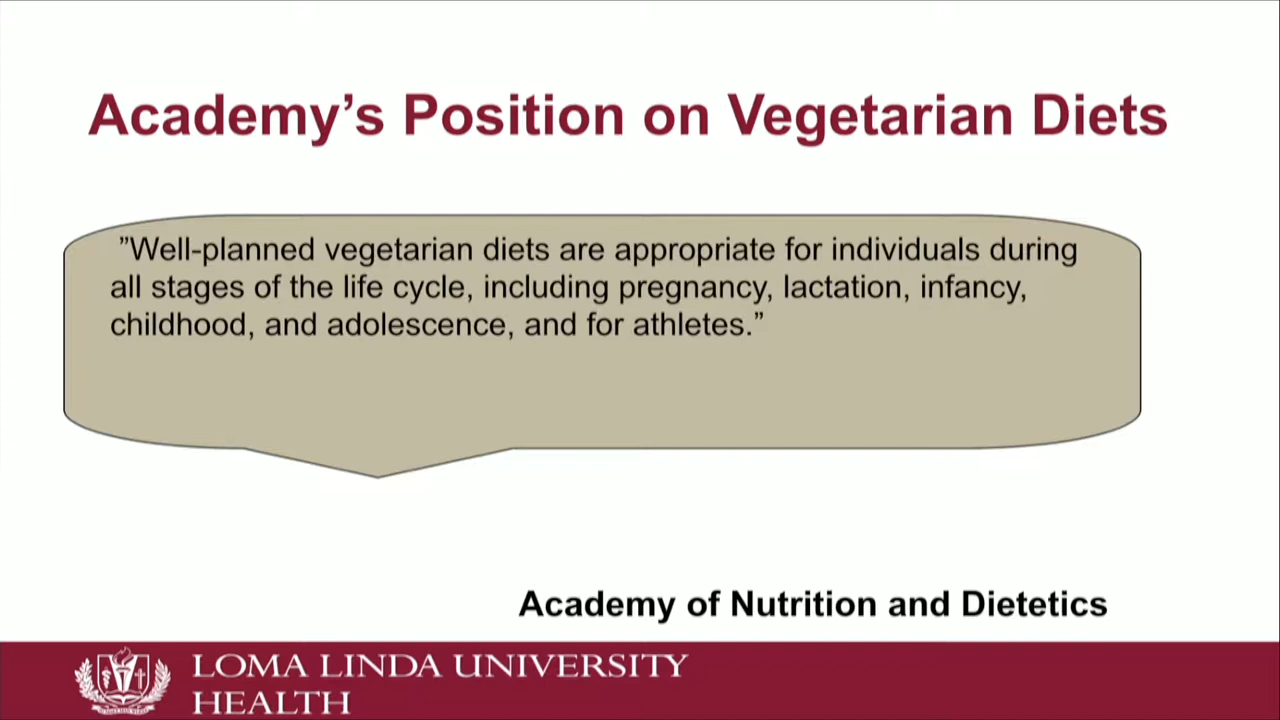 Academy’s Position on Vegetarian Diets
”Well-planned vegetarian diets are appropriate for individuals during
all stages of the life cycle, including pregnancy, lactation, infancy,
childhood, and adolescence, and for athletes.”
Academy of Nutrition and Dietetics
LOMA LINDA UNIVERSITY
HEALTH